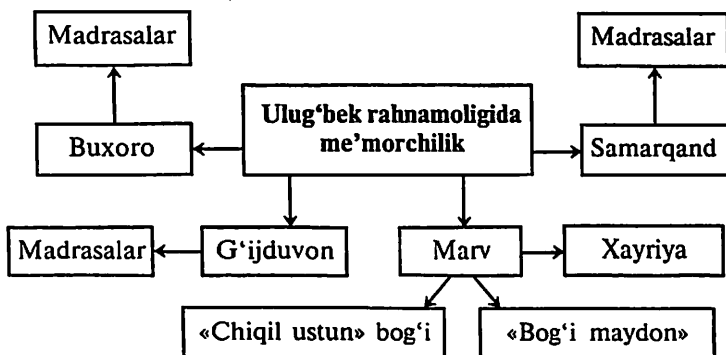 Madrasalar
Madrasalar
Ulug‘bek rahnamoligida
me’morchilik
Buxoro
Samarqand
Madrasalar
G‘ijduvon
Marv
Xayriya
«Chiqil ustun» bog‘i
«Bog‘i maydon»